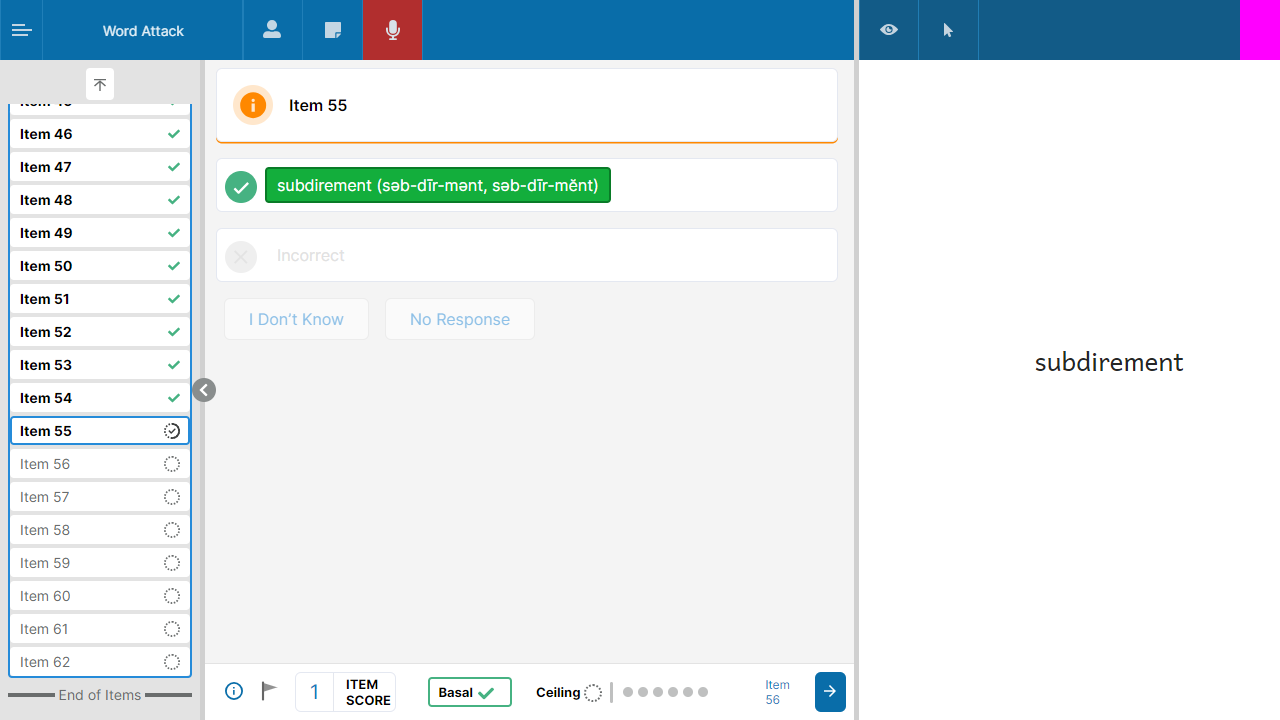 Word Attack
Item 46
Item 47
Item 48
Item 49
Item 50
Item 51
Item 52
Item 53
Item 54
Item 55
Item 56
Item 57
Item 58
Item 59
Item 60
Item 61
Item 62
End of Items
Item 55
subdirement (səb-dīr-mənt, səb-dīr-mĕnt)
Incorrect
I Don't Know
No Response
1
ITEM
SCORE
Basal
Ceiling
Item
56
subdirement